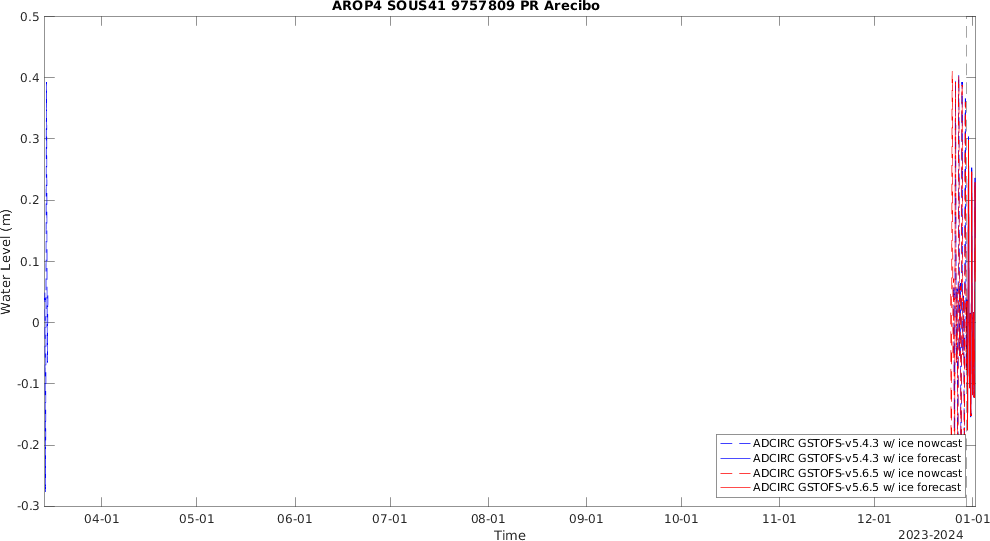 AROP4 SOUS41 9757809 PR Arecibo
0.5
0.4
0.3
0.2
0.1
0
-0.1
-0.2
-0.3
Water Level (m)
ADCIRC GSTOFS-v5.4.3 w/ ice nowcast
ADCIRC GSTOFS-v5.4.3 w/ ice forecast
ADCIRC GSTOFS-v5.6.5 w/ ice nowcast
ADCIRC GSTOFS-v5.6.5 w/ ice forecast
04-01 05-01 06-01 07-01 08-01 09-01 10-01 11-01 12-01 01-01
Time
2023-2024